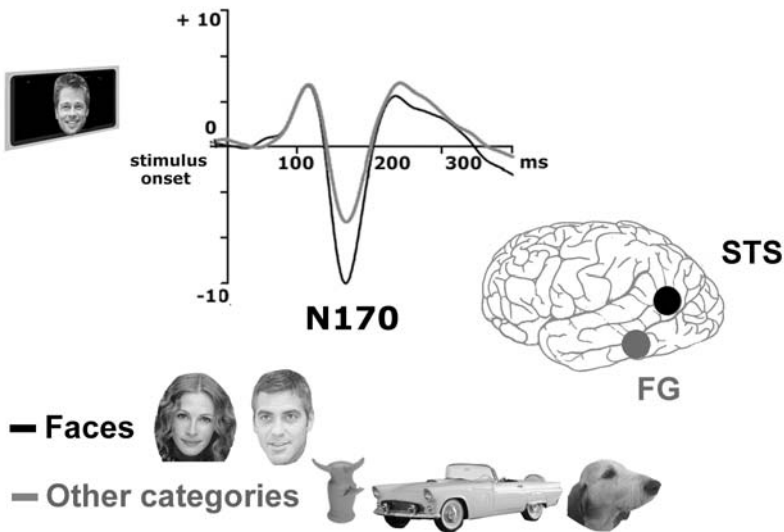 + 10
0
stimulus
onset
100
200
300
ms
-10
N170
STS
FG
Faces
Other categories